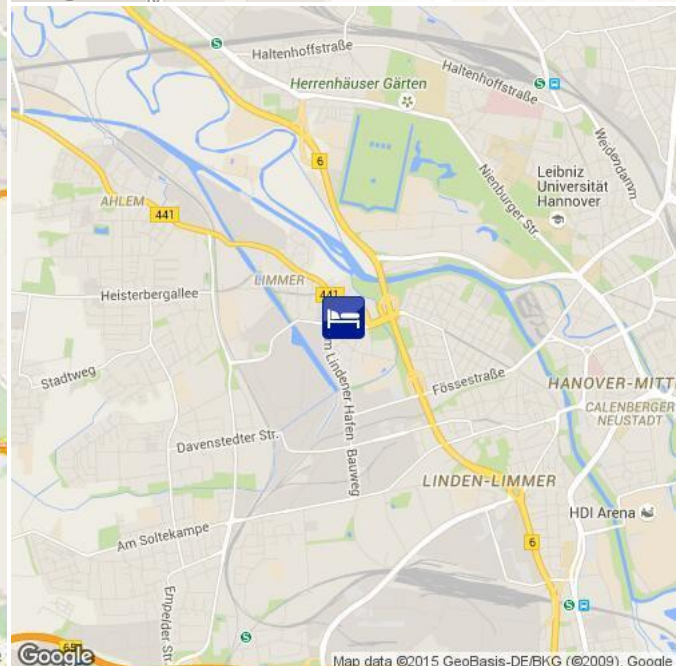 S
Haltenhoffstraße
Haltenhoffstraße
S
Herrenhäuser Gärten
Weidendamm
6
Leibniz
Universität
Hannover
Nienburger Str.
AHLEM
441
LIMMER
Heisterbergallee
441
Stadtweg
m Lindener Hafen
Bauweg
Fössestraße
HANOVER-MITT
CALENBERGER
NEUSTADT
Davenstedter Str.
LINDEN-LIMMER
HDI Arena
Am Soltekampe
6
Empelder Str.
S
S
65
Google
Map data ©2015 GeoBasis-DE/BKG (©2009), Google